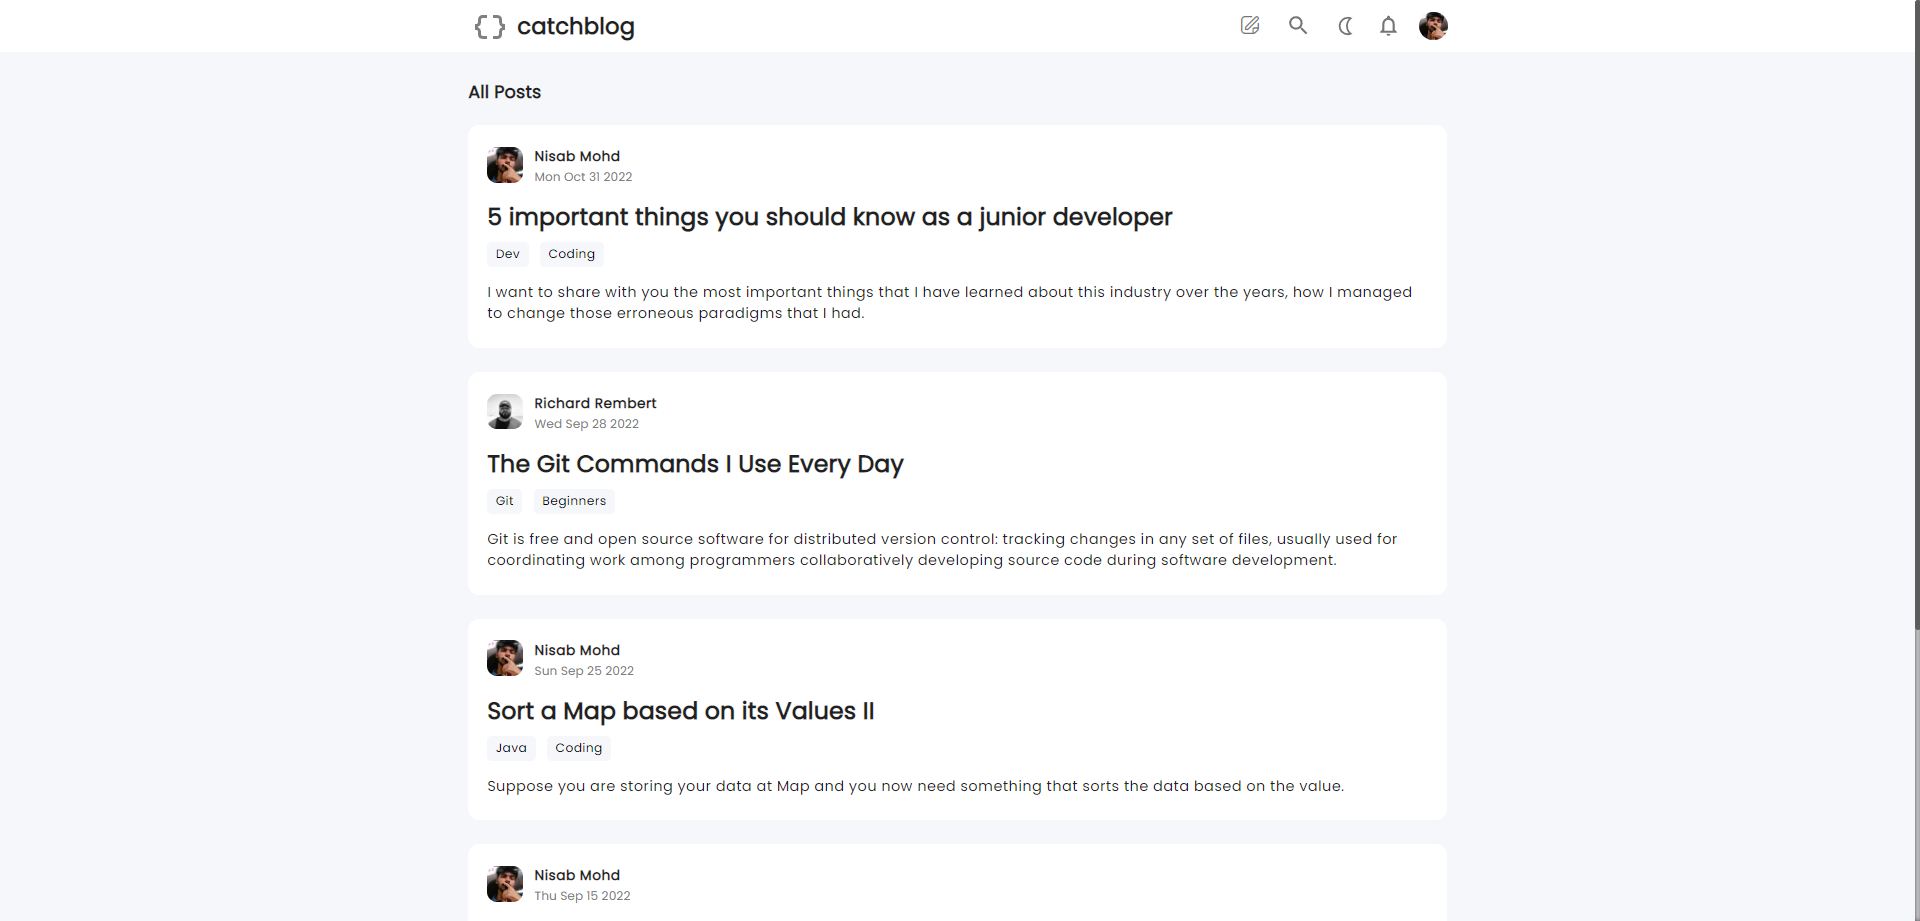 { } catchblog
All Posts
Nisab Mohd
Mon Oct 31 2022
5 important things you should know as a junior developer
Dev Coding
I want to share with you the most important things that I have learned about this industry over the years, how I managed
to change those erroneous paradigms that I had.
Richard Rembert
Wed Sep 28 2022
The Git Commands I Use Every Day
Git Beginners
Git is free and open source software for distributed version control: tracking changes in any set of files, usually used for
coordinating work among programmers collaboratively developing source code during software development.
Nisab Mohd
Sun Sep 25 2022
Sort a Map based on its Values II
Java Coding
Suppose you are storing your data at Map and you now need something that sorts the data based on the value.
Nisab Mohd
Thu Sep 15 2022